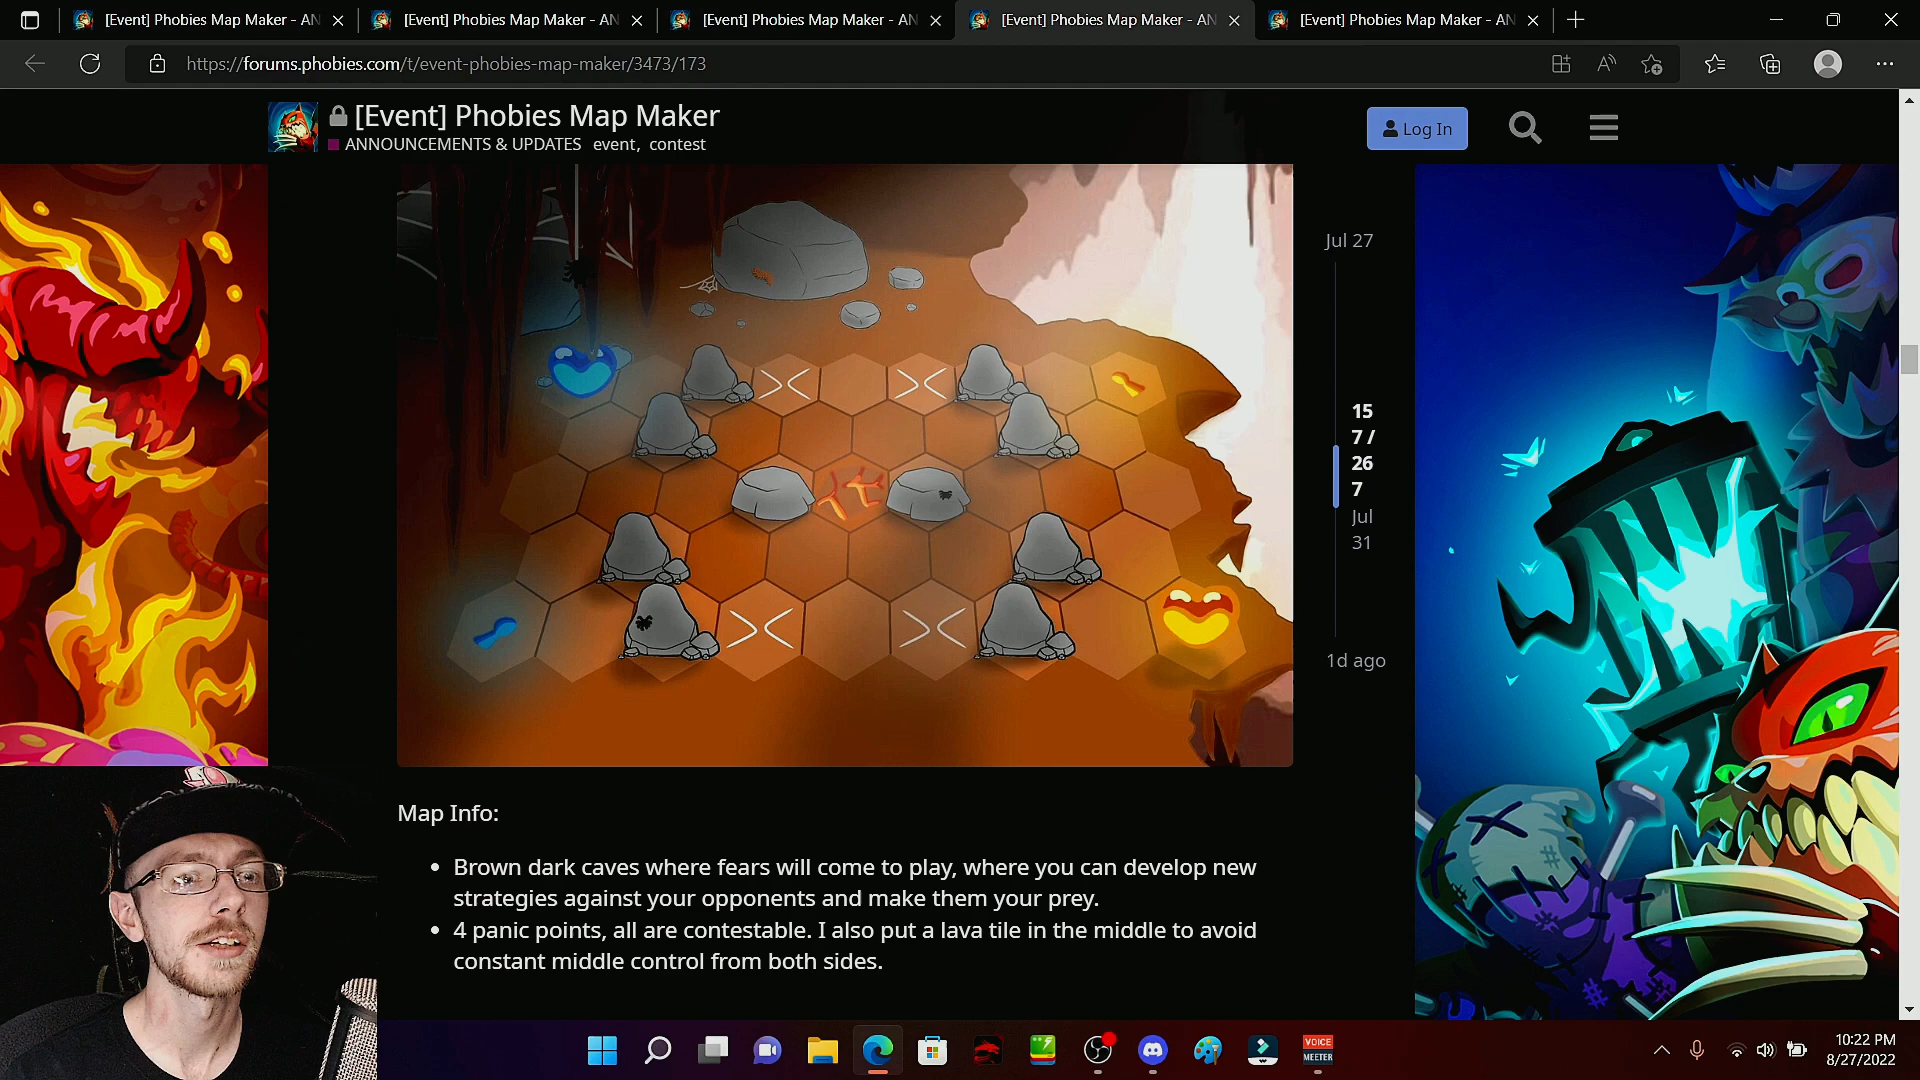 [Event] Phobies Map Maker - AN
[Event] Phobies Map Maker - AN
[Event] Phobies Map Maker - AN
[Event] Phobies Map Maker - AN
[Event] Phobies Map Maker - AN
https://forums.phobies.com/t/event-phobies-map-maker/3473/173
[Event] Phobies Map Maker
ANNOUNCEMENTS & UPDATES event, contest
Log In
Jul 27
15
7 /
26
7
Jul
31
1d ago
Map Info:
Brown dark caves where fears will come to play, where you can develop new
strategies against your opponents and make them your prey.
4 panic points, all are contestable. I also put a lava tile in the middle to avoid
constant middle control from both sides.
VOICE
MEETER
10:22 PM
8/27/2022